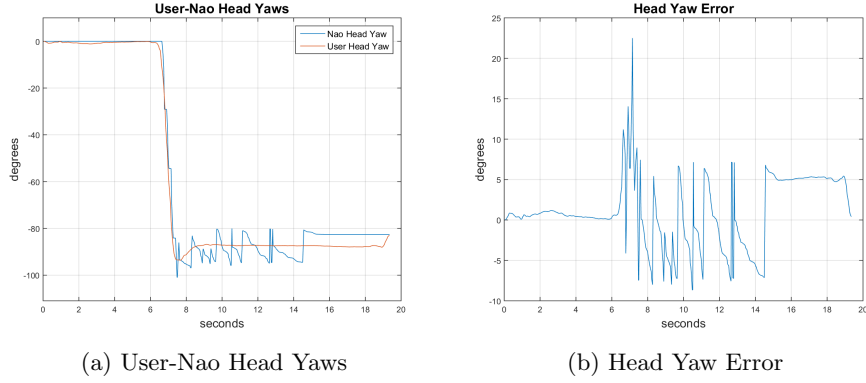 User-Nao Head Yaws
Nao Head Yaw
User Head Yaw
degrees
0
-20
-40
-60
-80
-100
0 2 4 6 8 10 12 14 16 18 20
seconds
(a) User-Nao Head Yaws
Head Yaw Error
degrees
25
20
15
10
5
0
-5
-10
0 2 4 6 8 10 12 14 16 18 20
seconds
(b) Head Yaw Error